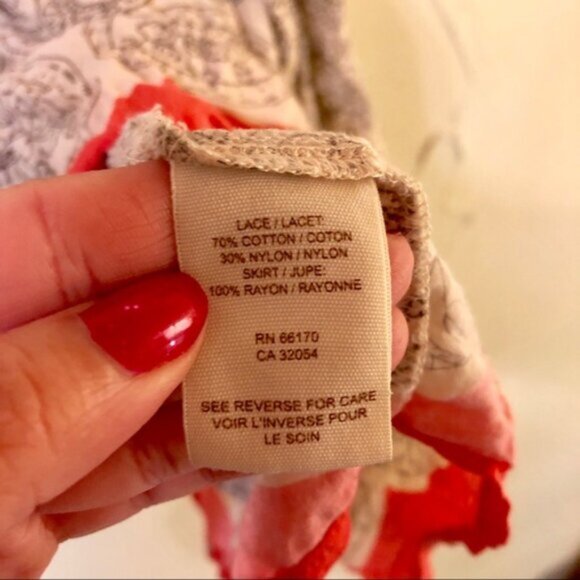 LACE / LACET:
70% COTTON / COTON
30% NYLON / NYLON
SKIRT / JUPE:
100% RAYON / RAYONNE
RN 66170
CA 32054
SEE REVERSE FOR CARE
VOIR L'INVERSE POUR
LE SOIN